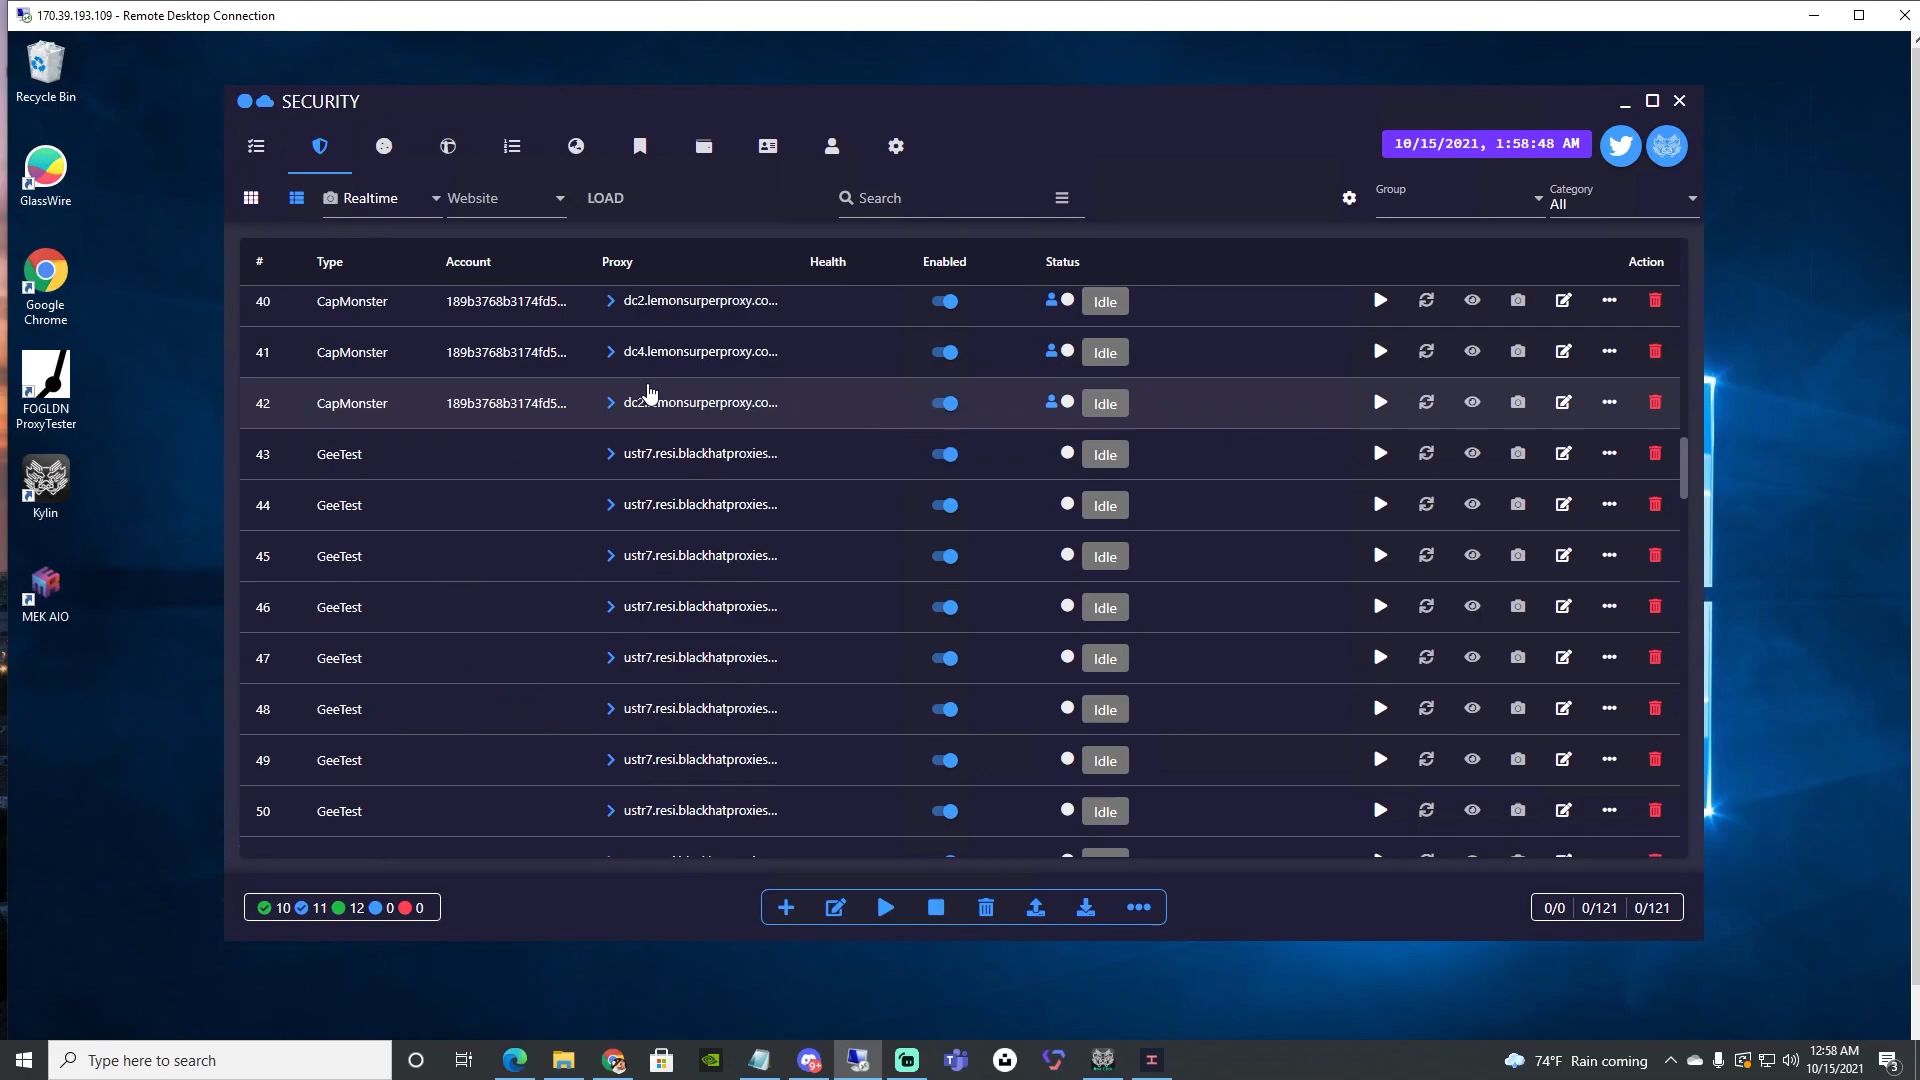 170.39.193.109 - Remote Desktop Connection
Recycle Bin
GlassWire
Google
Chrome
FOGLDN
ProxyTester
Kylin
MEK AIO
SECURITY
10/15/2021, 1:58:48 AM
Realtime
Website
LOAD
Search
Group
Category
All
# Type Account Proxy Health Enabled Status Action
40 CapMonster 189b3768b3174fd5... dc2.lemonsurperproxy.co... Idle
41 CapMonster 189b3768b3174fd5... dc4.lemonsurperproxy.co... Idle
42 CapMonster 189b3768b3174fd5... Idle
43 GeeTest ustr7.resi.blackhatproxies... Idle
44 GeeTest ustr7.resi.blackhatproxies... Idle
45 GeeTest ustr7.resi.blackhatproxies... Idle
46 GeeTest ustr7.resi.blackhatproxies... Idle
47 GeeTest ustr7.resi.blackhatproxies... Idle
48 GeeTest ustr7.resi.blackhatproxies... Idle
49 GeeTest ustr7.resi.blackhatproxies... Idle
50 GeeTest ustr7.resi.blackhatproxies... Idle
10 11 12 0 0
0/0 0/121 0/121
Type here to search
9+
74°F Rain coming
12:58 AM
10/15/2021
3